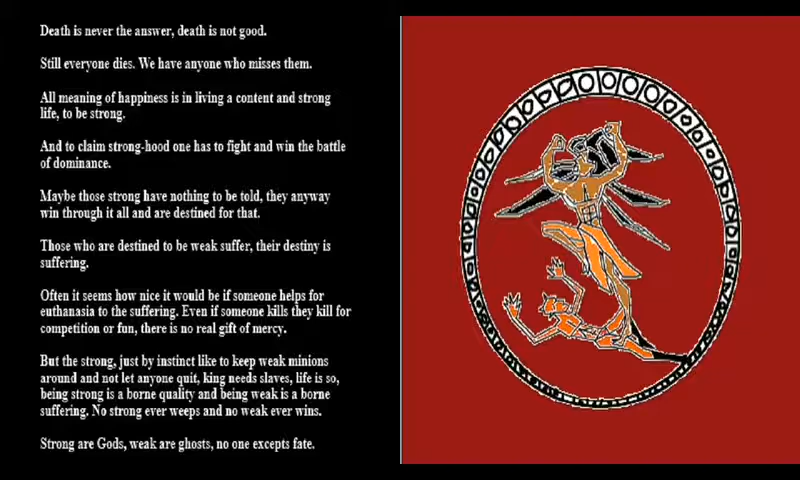 Death is never the answer, death is not good.
Still everyone dies. We have anyone who misses them.
All meaning of happiness is in living a content and strong
life, to be strong.
And to claim strong-hood one has to fight and win the battle
of dominance.
Maybe those strong have nothing to be told, they anyway
win through it all and are destined for that.
Those who are destined to be weak suffer, their destiny is
suffering.
Often it seems how nice it would be if someone helps for
euthanasia to the suffering. Even if someone kills they kill for
competition or fun, there is no real gift of mercy.
But the strong, just by instinct like to keep weak minions
around and not let anyone quit, king needs slaves, life is so,
being strong is a borne quality and being weak is a borne
suffering. No strong ever weeps and no weak ever wins.
Strong are Gods, weak are ghosts, no one excepts fate.